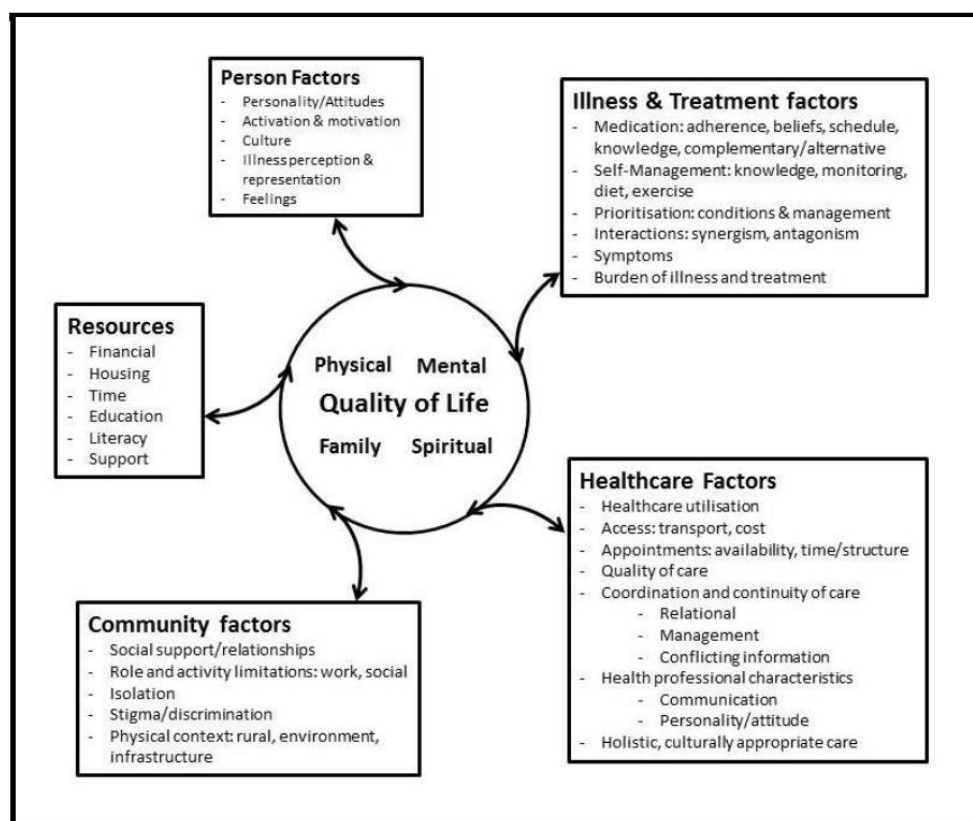 Person Factors
- Personality/Attitudes
- Activation & motivation
- Culture
- Illness perception &
representation
- Feelings
Illness & Treatment factors
- Medication: adherence, beliefs, schedule,
knowledge, complementary/alternative
- Self-Management: knowledge, monitoring,
diet, exercise
- Prioritisation: conditions & management
- Interactions: synergism, antagonism
- Symptoms
- Burden of illness and treatment
Resources
- Financial
- Housing
- Time
- Education
- Literacy
- Support
Physical Mental
Quality of Life
Family Spiritual
Healthcare Factors
- Healthcare utilisation
- Access: transport, cost
- Appointments: availability, time/structure
- Quality of care
- Coordination and continuity of care
- Relational
- Management
- Conflicting information
- Health professional characteristics
- Communication
- Personality/attitude
- Holistic, culturally appropriate care
Community factors
- Social support/relationships
- Role and activity limitations: work, social
- Isolation
- Stigma/discrimination
- Physical context: rural, environment,
infrastructure